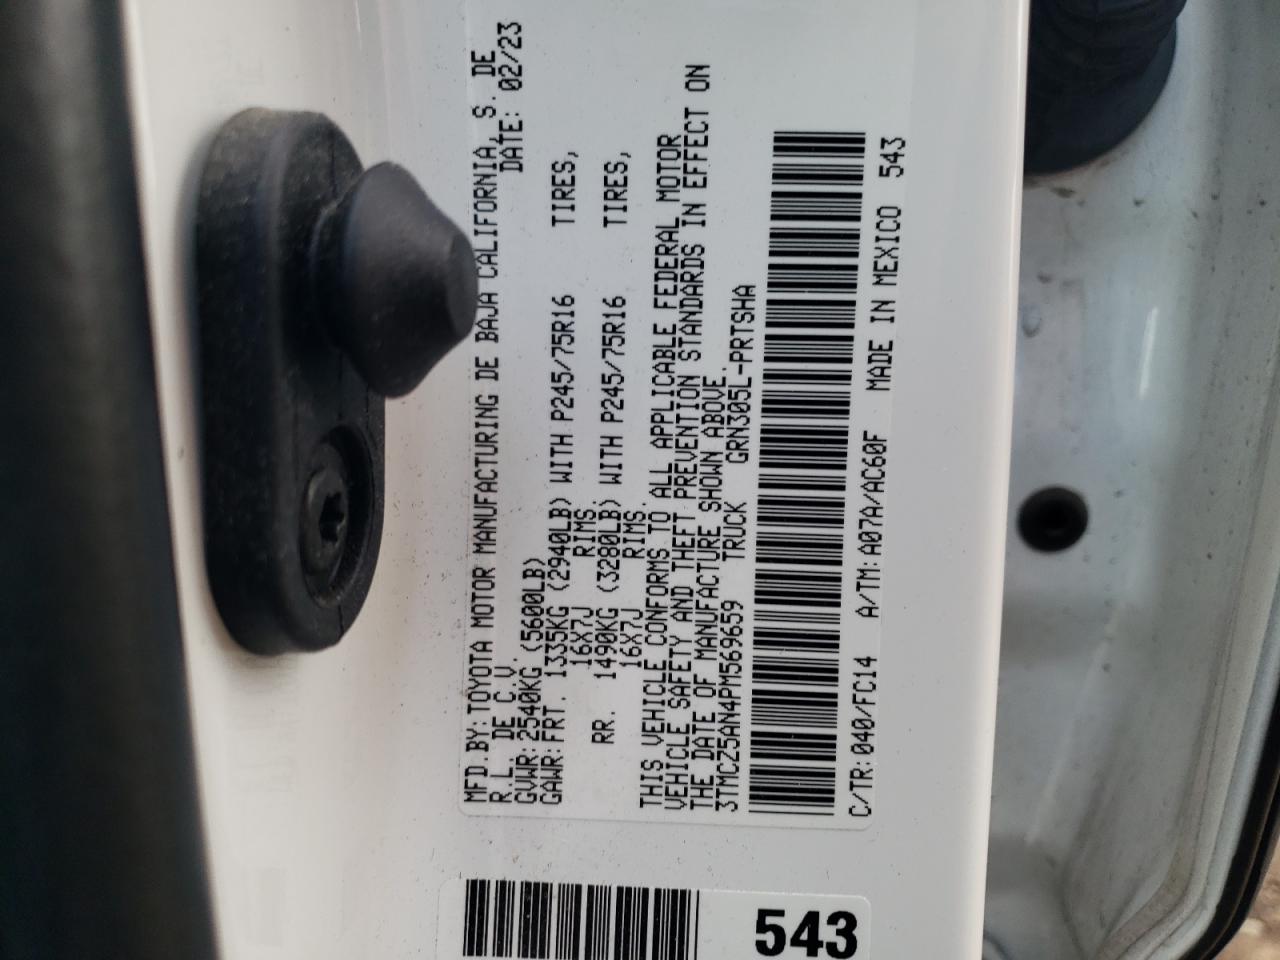 MFD.BY:TOYOTA MOTOR MANUFACTURING DE BAJA CALIFORNIA, S. DE
R.L. DE C.V. DATE: 02/23
GVWR:2540KG (5600LB)
GAWR:FRT. 1335KG (2940LB) WITH P245/75R16 TIRES,
16X7J RIMS.
RR. 1490KG (3280LB) WITH P245/75R16 TIRES,
16X7J RIMS.
THIS VEHICLE CONFORMS TO ALL APPLICABLE FEDERAL MOTOR
VEHICLE SAFETY AND THEFT PREVENTION STANDARDS IN EFFECT ON
THE DATE OF MANUFACTURE SHOWN ABOVE.
3TMCZ5AN4PM569659 TRUCK GRN305L-PRTSHA
C/TR:040/FC14 A/TM:A07A/AC60F MADE IN MEXICO 543
543